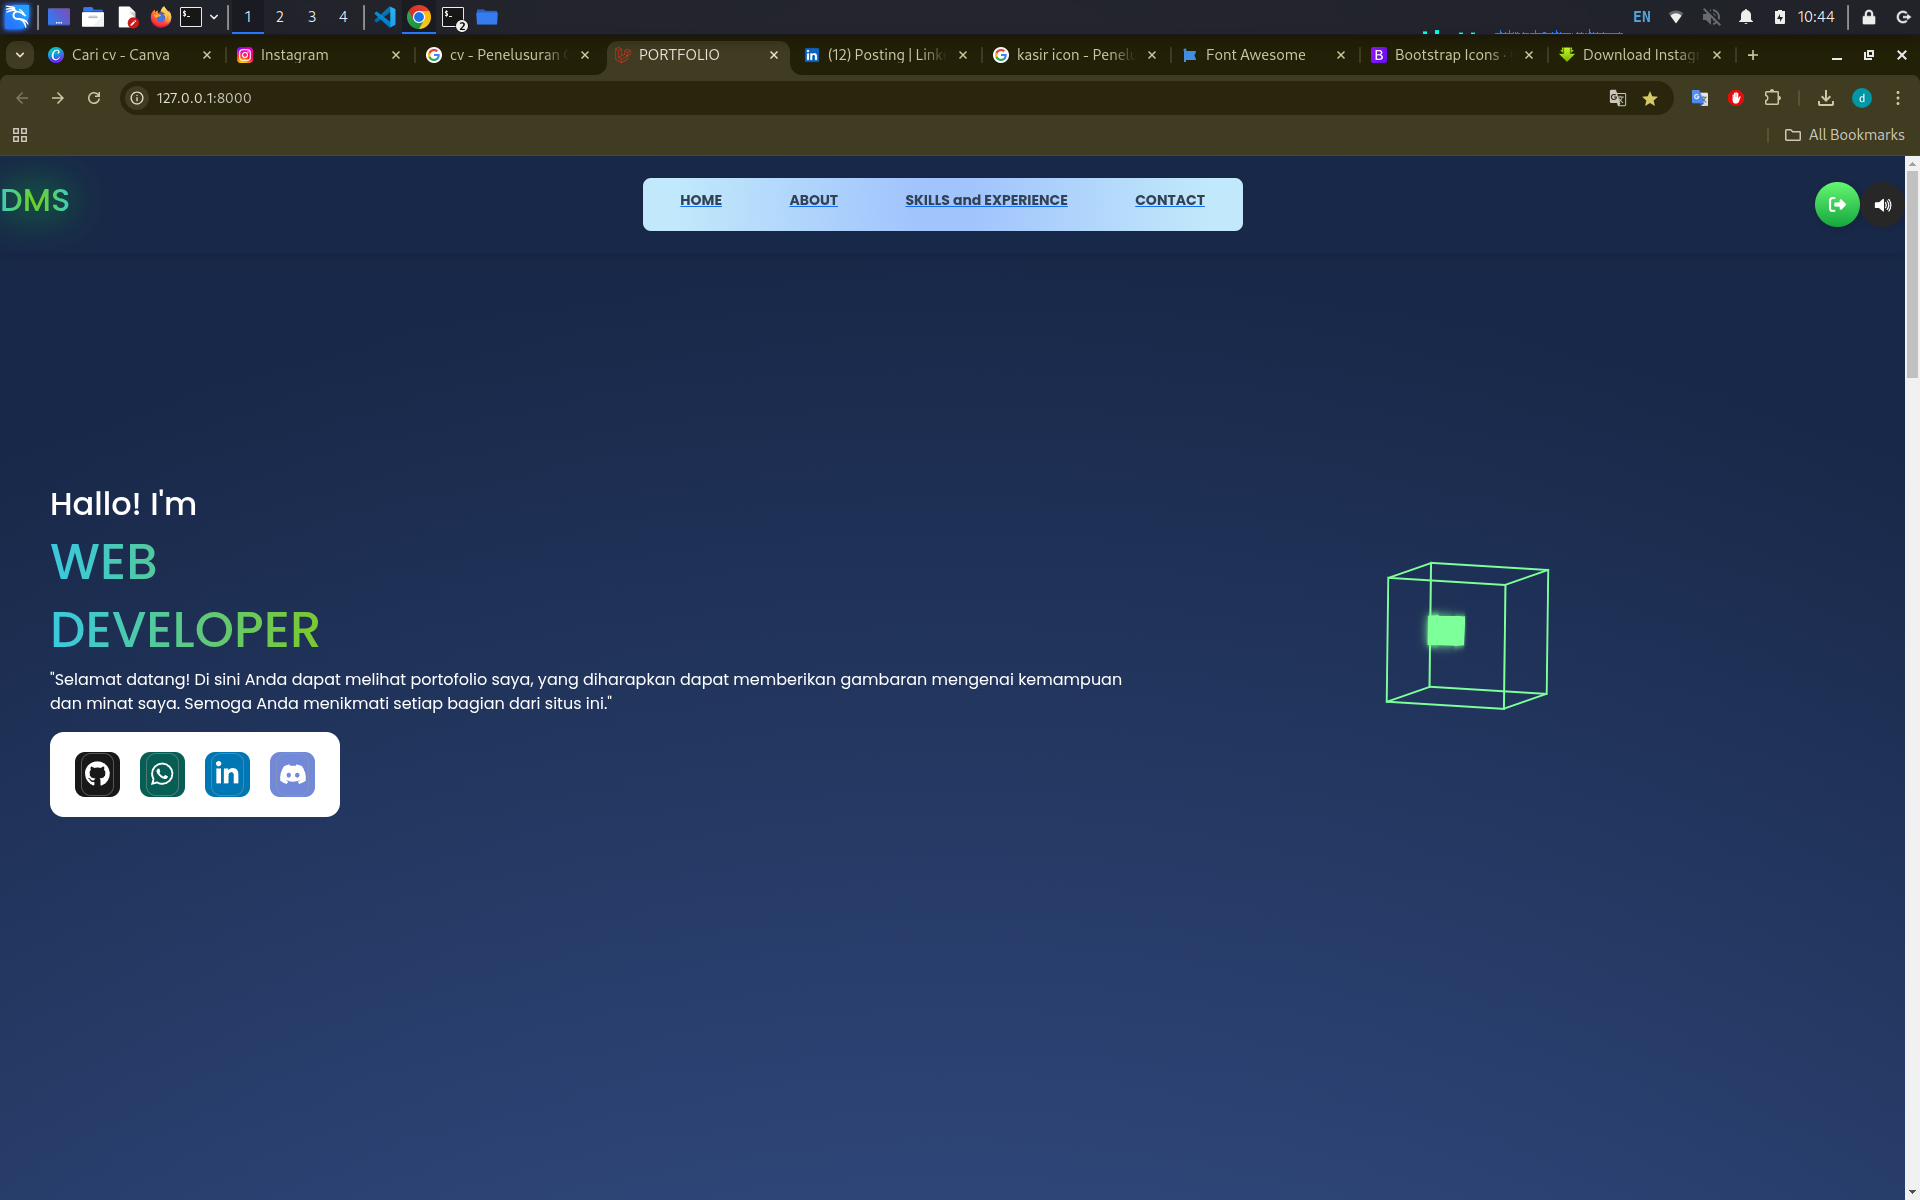 1 2 3 4 2 EN 10:44
Cari cv - Canva
Instagram
cv - Penelusuran
PORTFOLIO
(12) Posting | Link
kasir icon - Penel
Font Awesome
Bootstrap Icons ·
Download Instag
127.0.0.1:8000
d
All Bookmarks
DMS
HOME ABOUT SKILLS and EXPERIENCE CONTACT
Hallo! I'm
WEB
DEVELOPER
"Selamat datang! Di sini Anda dapat melihat portofolio saya, yang diharapkan dapat memberikan gambaran mengenai kemampuan
dan minat saya. Semoga Anda menikmati setiap bagian dari situs ini."
in